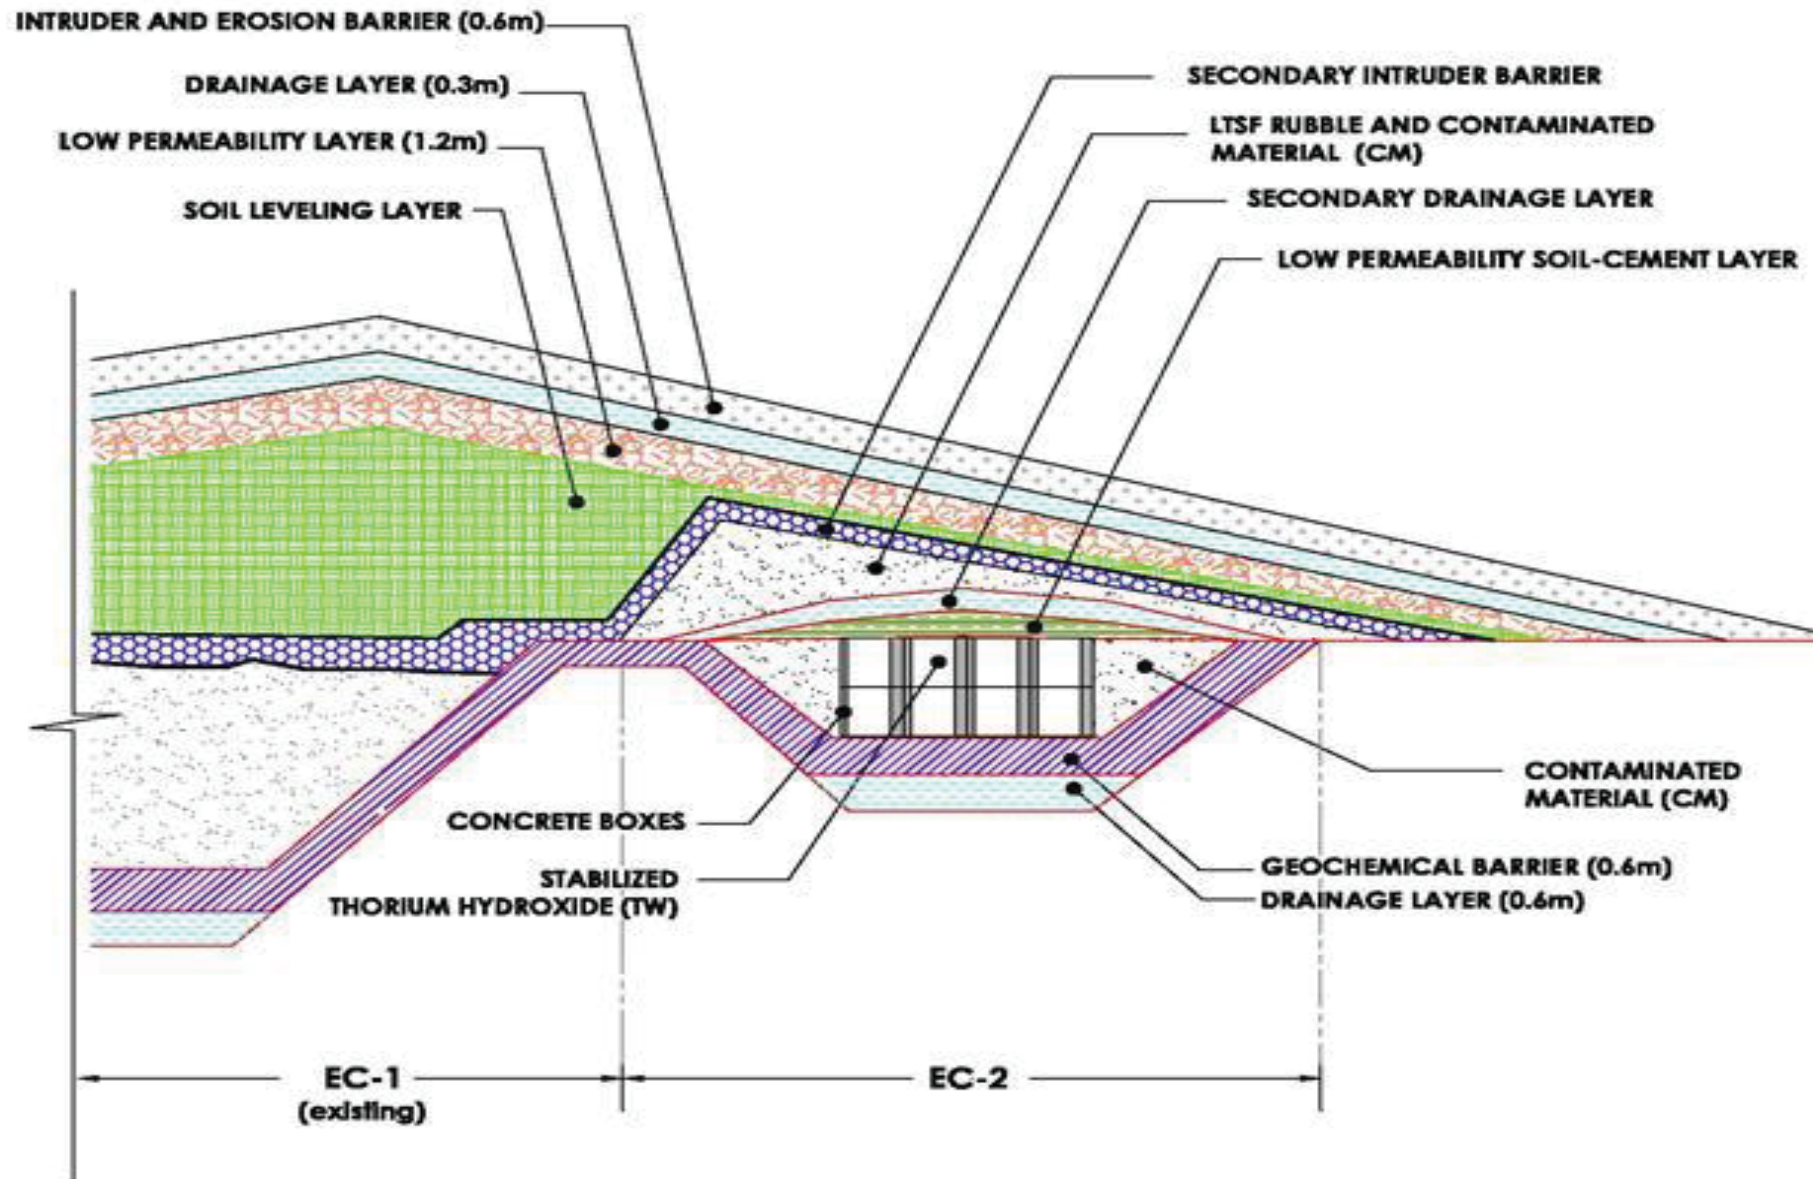 INTRUDER AND EROSION BARRIER (0.6m)
DRAINAGE LAYER (0.3m)
LOW PERMEABILITY LAYER (1.2m)
SOIL LEVELING LAYER
SECONDARY INTRUDER BARRIER
LTSF RUBBLE AND CONTAMINATED
MATERIAL (CM)
SECONDARY DRAINAGE LAYER
LOW PERMEABILITY SOIL-CEMENT LAYER
CONCRETE BOXES
STABILIZED
THORIUM HYDROXIDE (TW)
CONTAMINATED
MATERIAL (CM)
GEOCHEMICAL BARRIER (0.6m)
DRAINAGE LAYER (0.6m)
EC-1
(existing)
EC-2